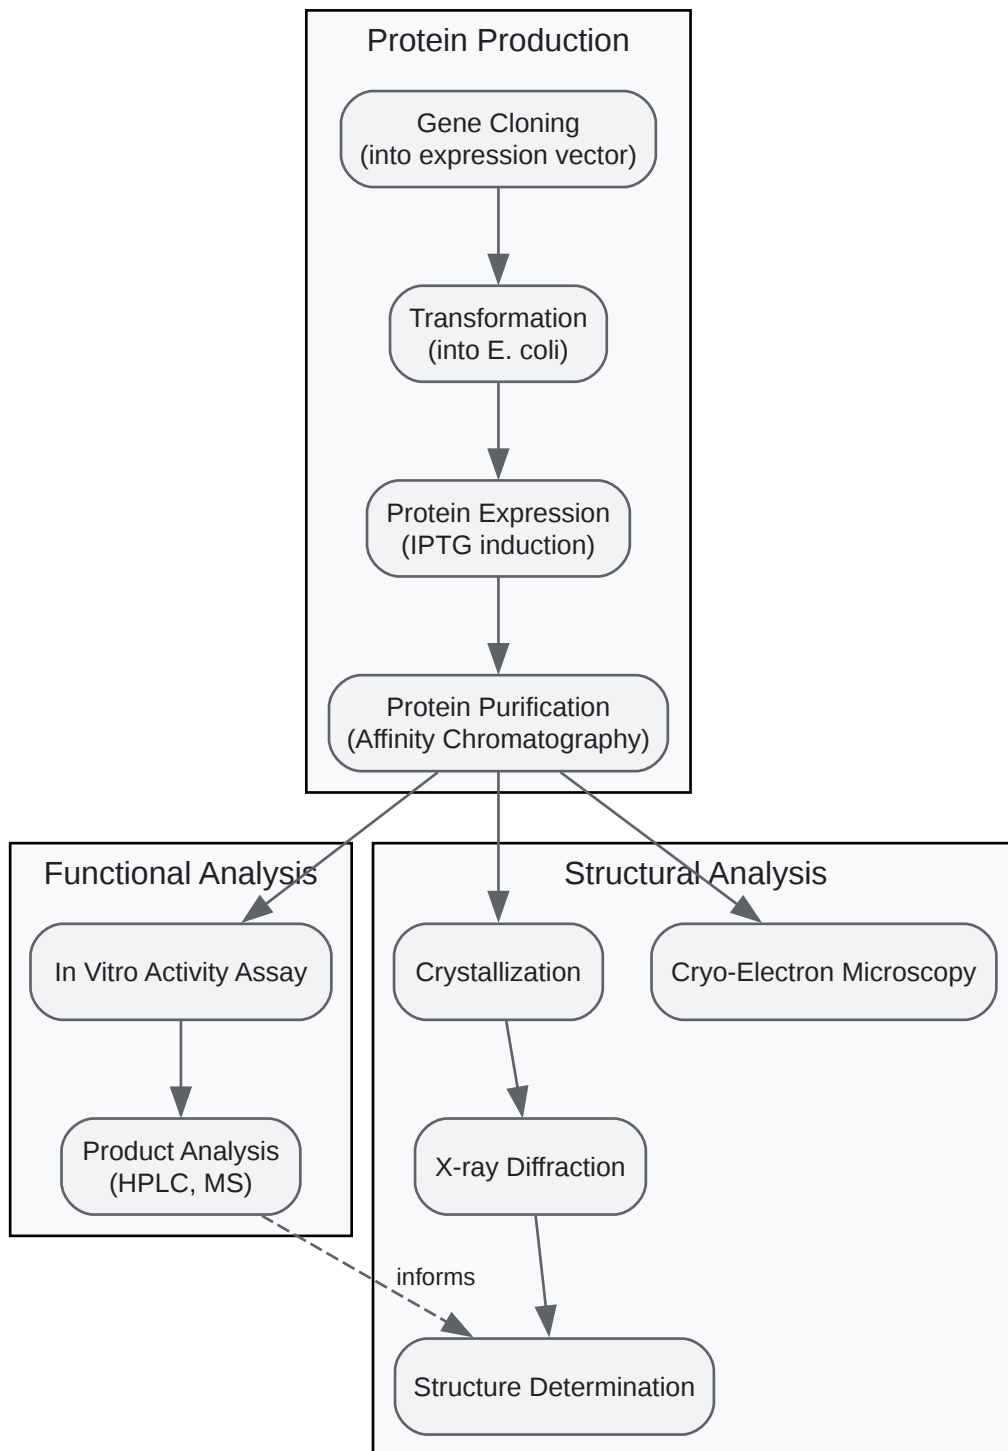 Protein Production
Gene Cloning
(into expression vector)
Transformation
(into E. coli)
Protein Expression
(IPTG induction)
Protein Purification
(Affinity Chromatography)
Functional Analysis
Structural Analysis
In Vitro Activity Assay
Crystallization
Cryo-Electron Microscopy
Product Analysis
(HPLC, MS)
X-ray Diffraction
informs
Structure Determination